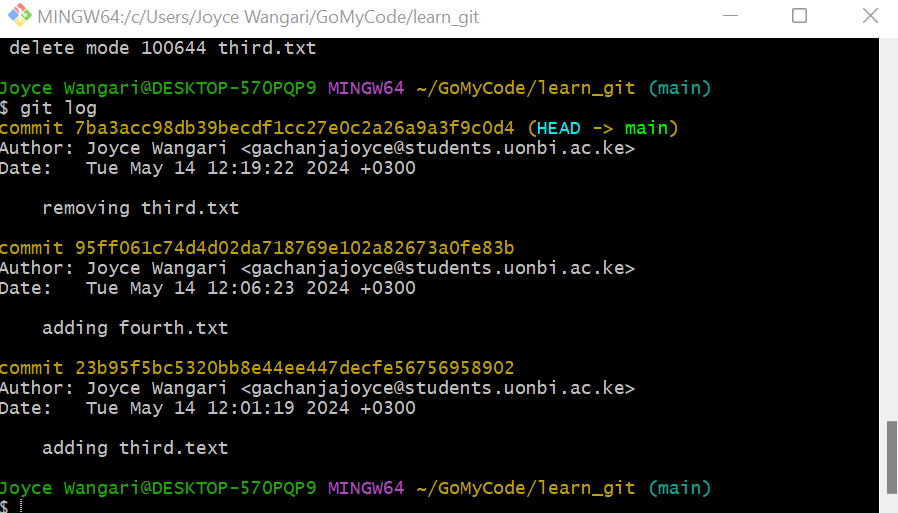 MINGW64:/c/Users/Joyce Wangari/GoMyCode/learn_git
delete mode 100644 third.txt
Joyce Wangari@DESKTOP-570PQP9 MINGW64 ~/GoMyCode/learn_git (main)
$ git log
commit 7ba3acc98db39becdf1cc27e0c2a26a9a3f9c0d4 (HEAD -> main)
Author: Joyce Wangari <gachanjajoyce@students.uonbi.ac.ke>
Date:   Tue May 14 12:19:22 2024 +0300
removing third.txt
commit 95ff061c74d4d02da718769e102a82673a0fe83b
Author: Joyce Wangari <gachanjajoyce@students.uonbi.ac.ke>
Date:   Tue May 14 12:06:23 2024 +0300
adding fourth.txt
commit 23b95f5bc5320bb8e44ee447decfe56756958902
Author: Joyce Wangari <gachanjajoyce@students.uonbi.ac.ke>
Date:   Tue May 14 12:01:19 2024 +0300
adding third.text
Joyce Wangari@DESKTOP-570PQP9 MINGW64 ~/GoMyCode/learn_git (main)
$